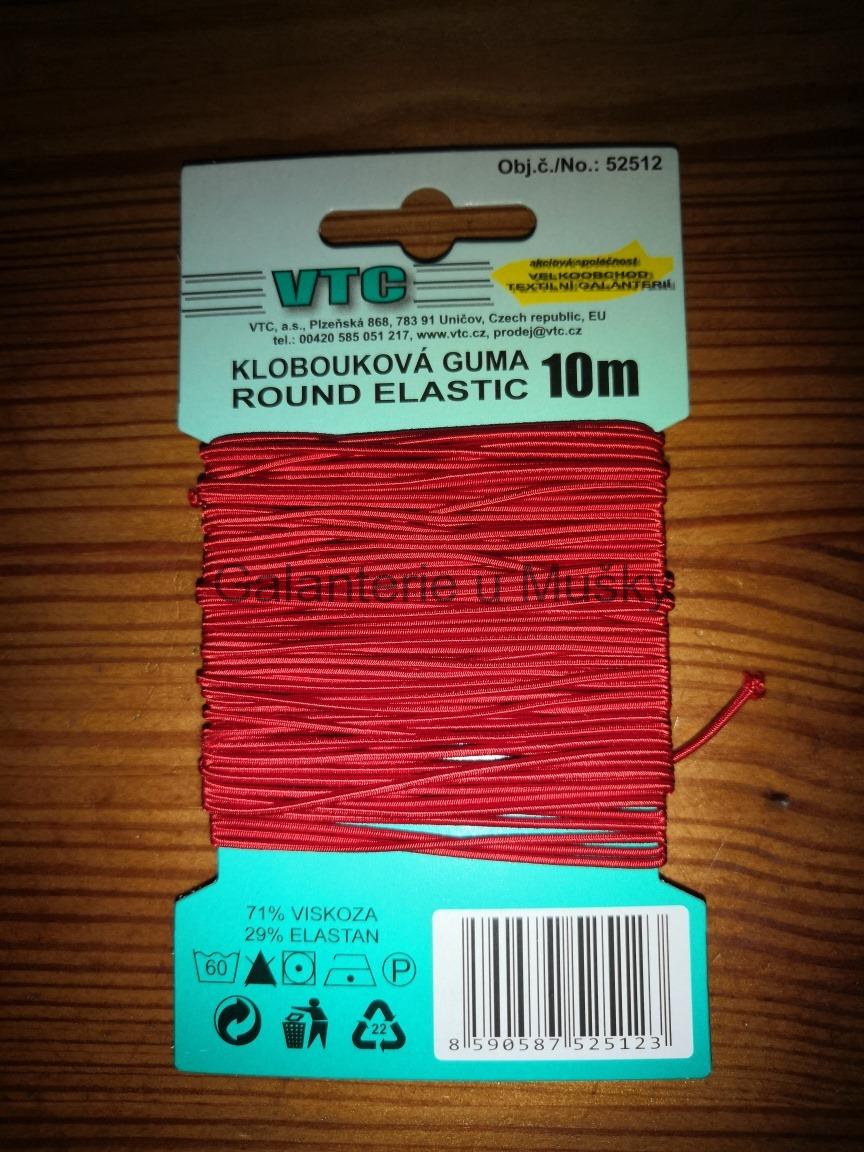 Obj.č./No.: 52512
VTC
akciová společnost
VELKOOBCHOD
TEXTILNÍ GALANTERIÍ
VTC, a.s., Plzeňská 868, 783 91 Uničov, Czech republic, EU
tel.: 00420 585 051 217, www.vtc.cz, prodej@vtc.cz
KLOBOUKOVÁ GUMA
ROUND ELASTIC 10m
Galanterie u Mušky
71% VISKOZA
29% ELASTAN
60 P
22
8 590587 525123